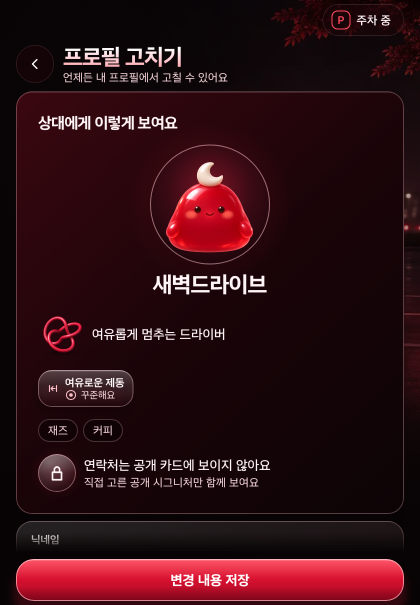 P 주차 중
프로필 고치기
언제든 내 프로필에서 고칠 수 있어요
상대에게 이렇게 보여요
새벽드라이브
여유롭게 멈추는 드라이버
여유로운 제동
꾸준해요
재즈 커피
연락처는 공개 카드에 보이지 않아요
직접 고른 공개 시그니처만 함께 보여요
닉네임
변경 내용 저장